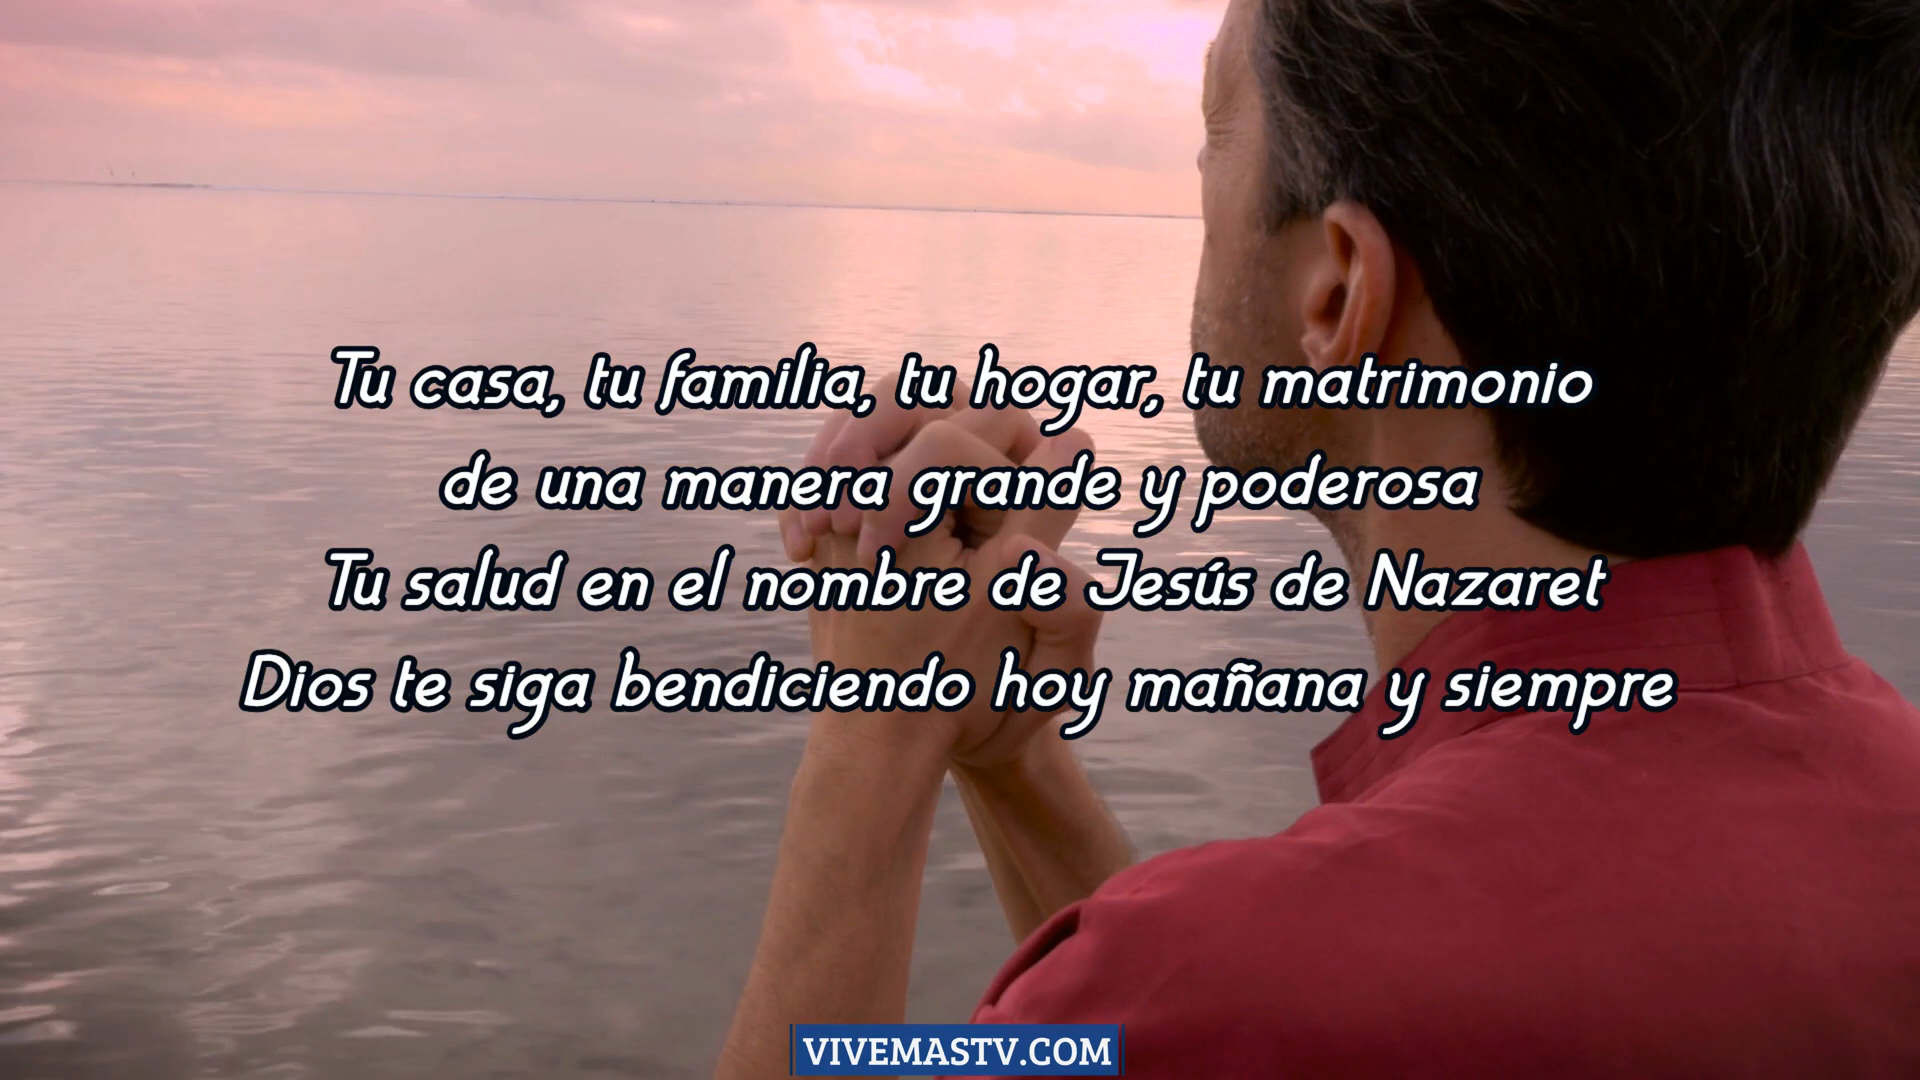 Tu casa, tu familia, tu hogar, tu matrimonio
de una manera grande y poderosa
Tu salud en el nombre de Jesús de Nazaret
Dios te siga bendiciendo hoy mañana y siempre
VIVEMASTV.COM